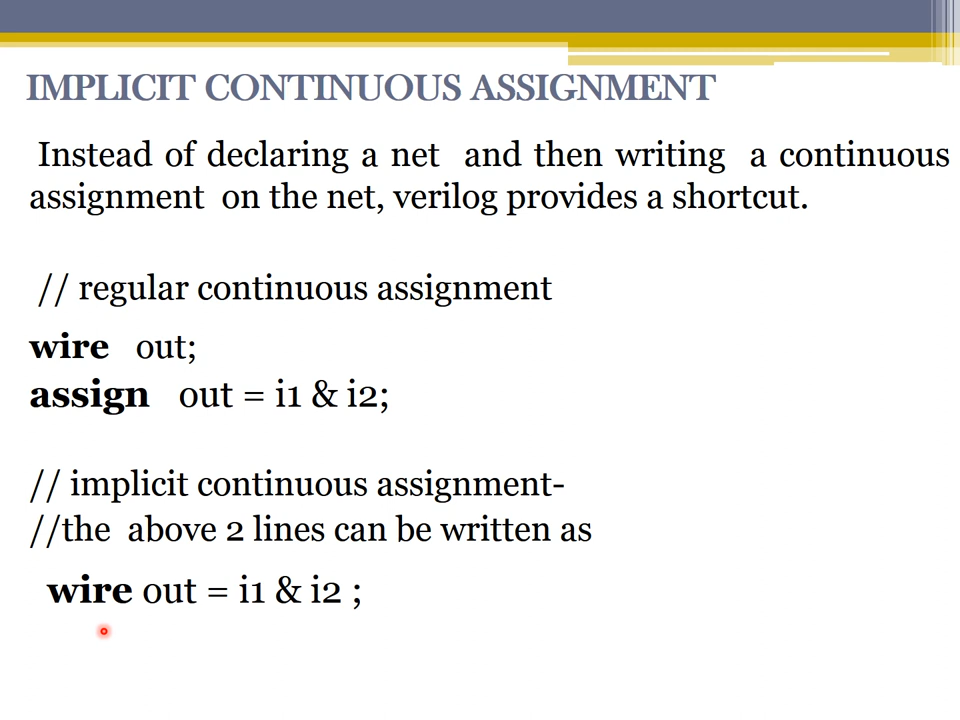 IMPLICIT CONTINUOUS ASSIGNMENT
Instead of declaring a net and then writing a continuous
assignment on the net, verilog provides a shortcut.
// regular continuous assignment
wire out;
assign out = i1 & i2;
// implicit continuous assignment-
//the above 2 lines can be written as
wire out = i1 & i2 ;